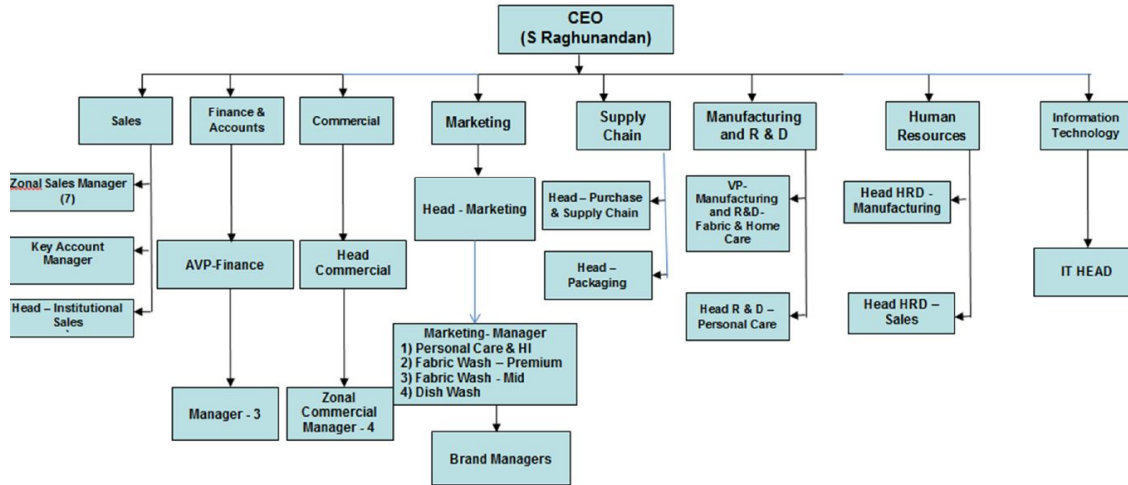 CEO
(S Raghunandan)
Sales
Finance &
Accounts
Commercial
Marketing
Supply
Chain
Manufacturing
and R & D
Human
Resources
Information
Technology
Zonal Sales Manager
(7)
Key Account
Manager
Head – Institutional
Sales
AVP-Finance
Manager - 3
Head
Commercial
Zonal
Commercial
Manager - 4
Head - Marketing
Marketing- Manager
1) Personal Care & HI
2) Fabric Wash – Premium
3) Fabric Wash - Mid
4) Dish Wash
Brand Managers
Head – Purchase
& Supply Chain
Head –
Packaging
VP-
Manufacturing
and R&D-
Fabric & Home
Care
Head R & D –
Personal Care
Head HRD -
Manufacturing
Head HRD –
Sales
IT HEAD